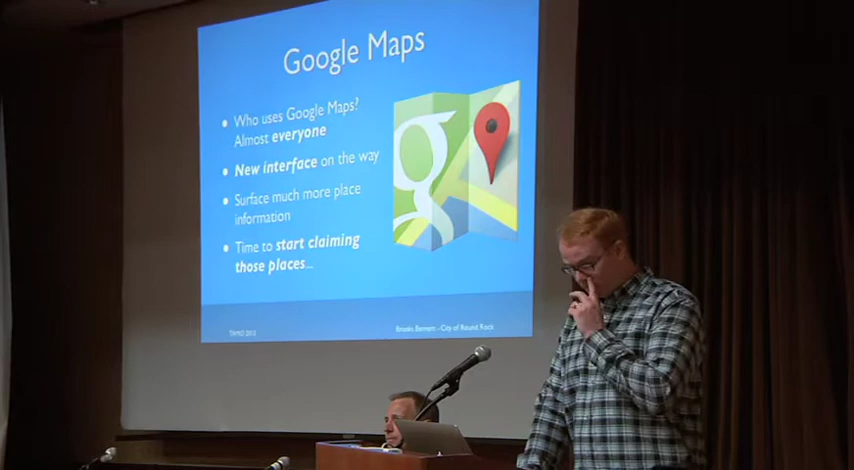 Google Maps
• Who uses Google Maps?
Almost everyone
• New interface on the way
• Surface much more place
information
• Time to start claiming
those places...
Brooks Bennett - City of Round Rock